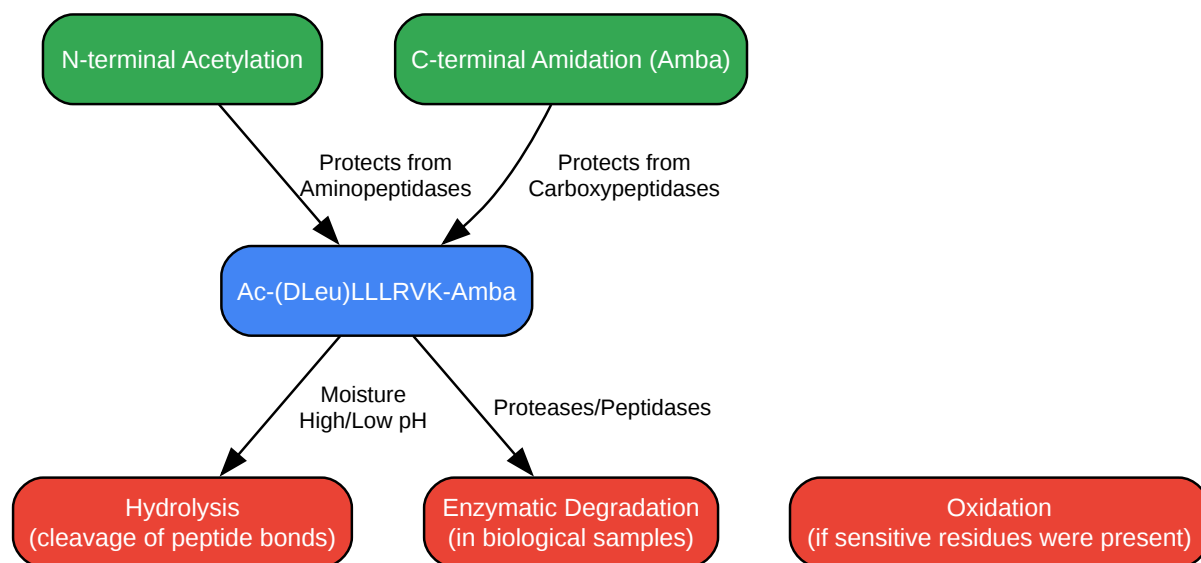 N-terminal Acetylation
C-terminal Amidation (Amba)
Protects from
Aminopeptidases
Protects from
Carboxypeptidases
Ac-(DLeu)LLLRVK-Amba
Moisture
High/Low pH
Proteases/Peptidases
Hydrolysis
(cleavage of peptide bonds)
Enzymatic Degradation
(in biological samples)
Oxidation
(if sensitive residues were present)